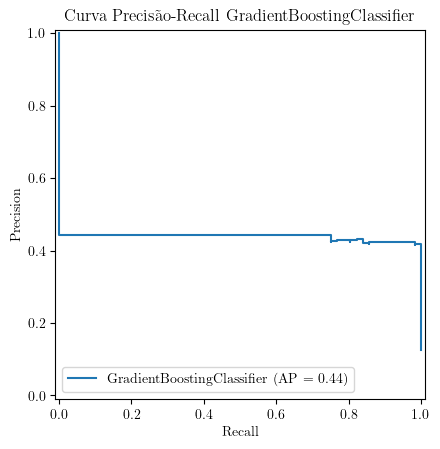 Curva Precisão-Recall GradientBoostingClassifier
1.0
0.8
0.6
0.4
0.2
0.0
Precision
GradientBoostingClassifier (AP = 0.44)
0.0 0.2 0.4 0.6 0.8 1.0
Recall